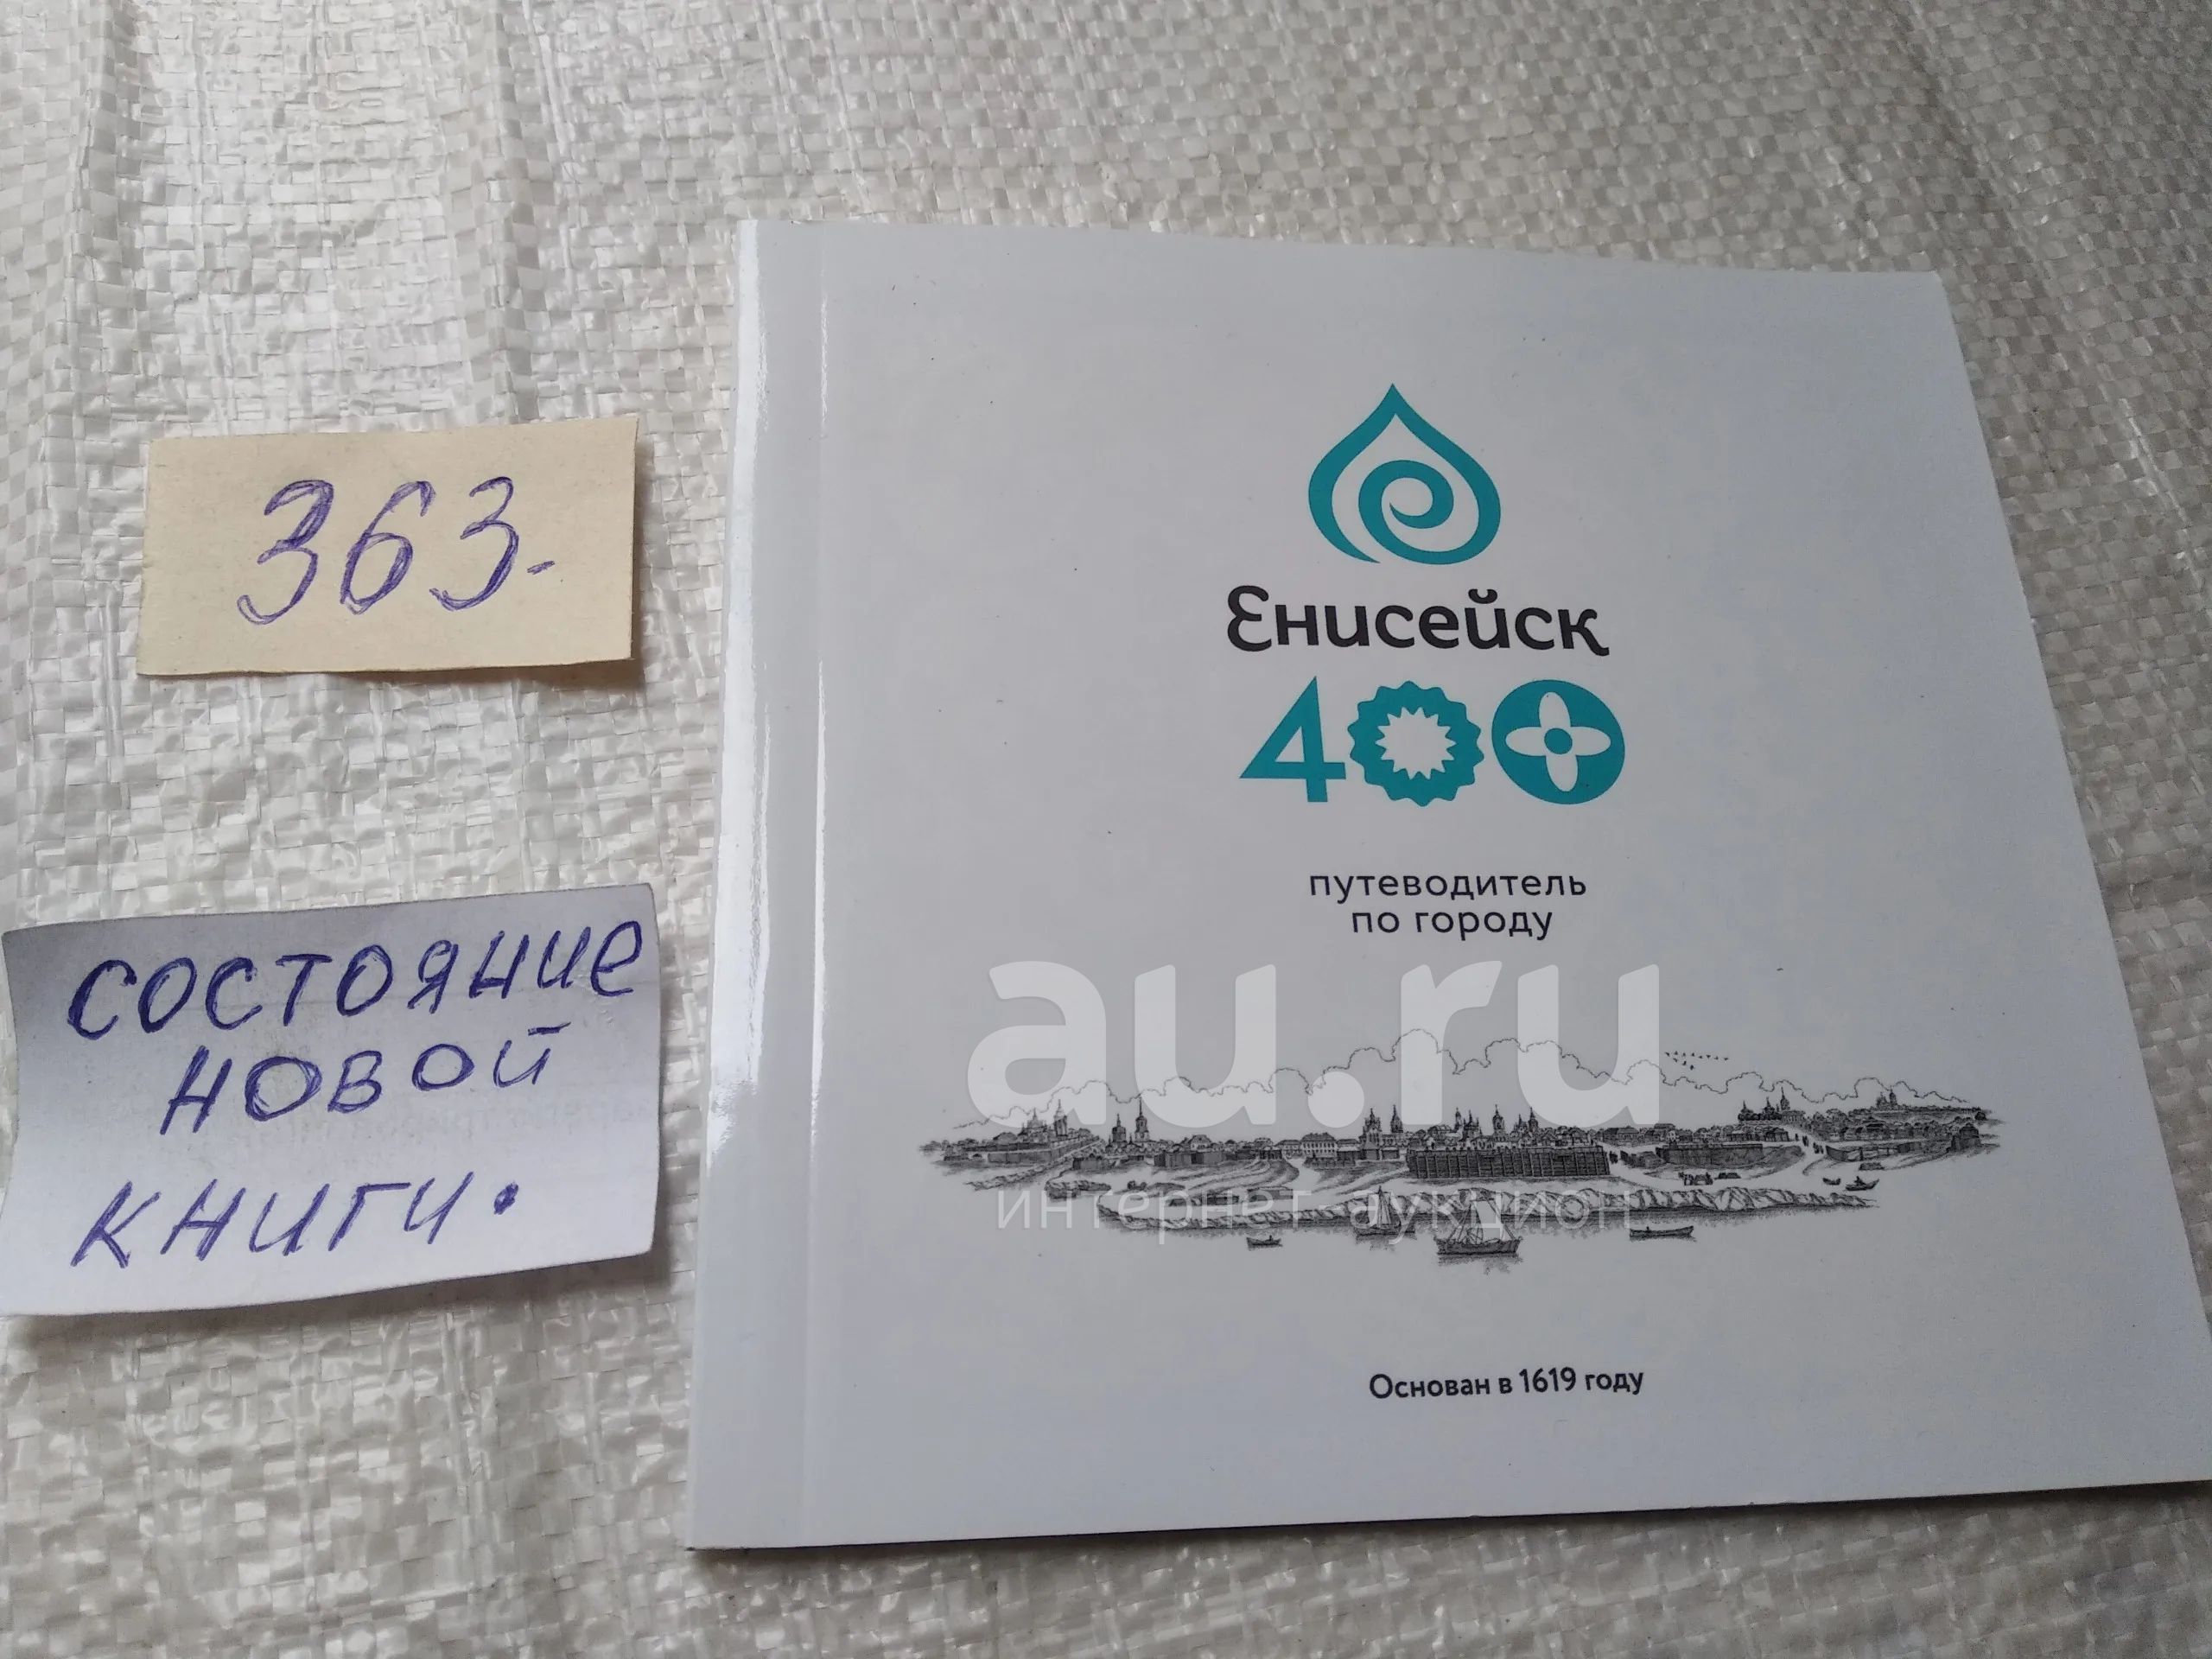 363-
состояние
новой
книги.
Енисейск
400
путеводитель
по городу
au.ru
интернет аукцион
Основан в 1619 году